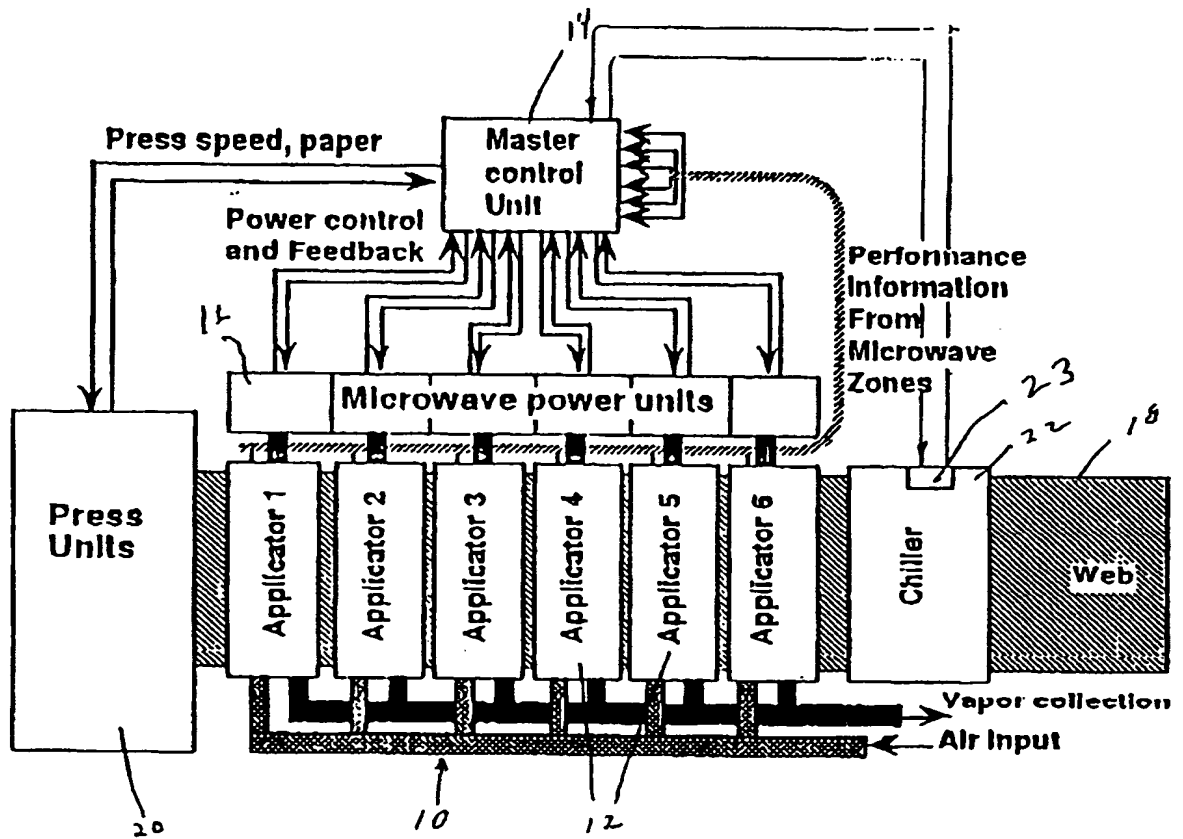 14
Press speed, paper
Master
control
Unit
Power control
and Feedback
Performance
Information
From
Microwave
Zones
Microwave power units
23
22
18
Press
Units
Applicator 1
Applicator 2
Applicator 3
Applicator 4
Applicator 5
Applicator 6
Chiller
Web
Vapor collection
Air Input
20
10
12